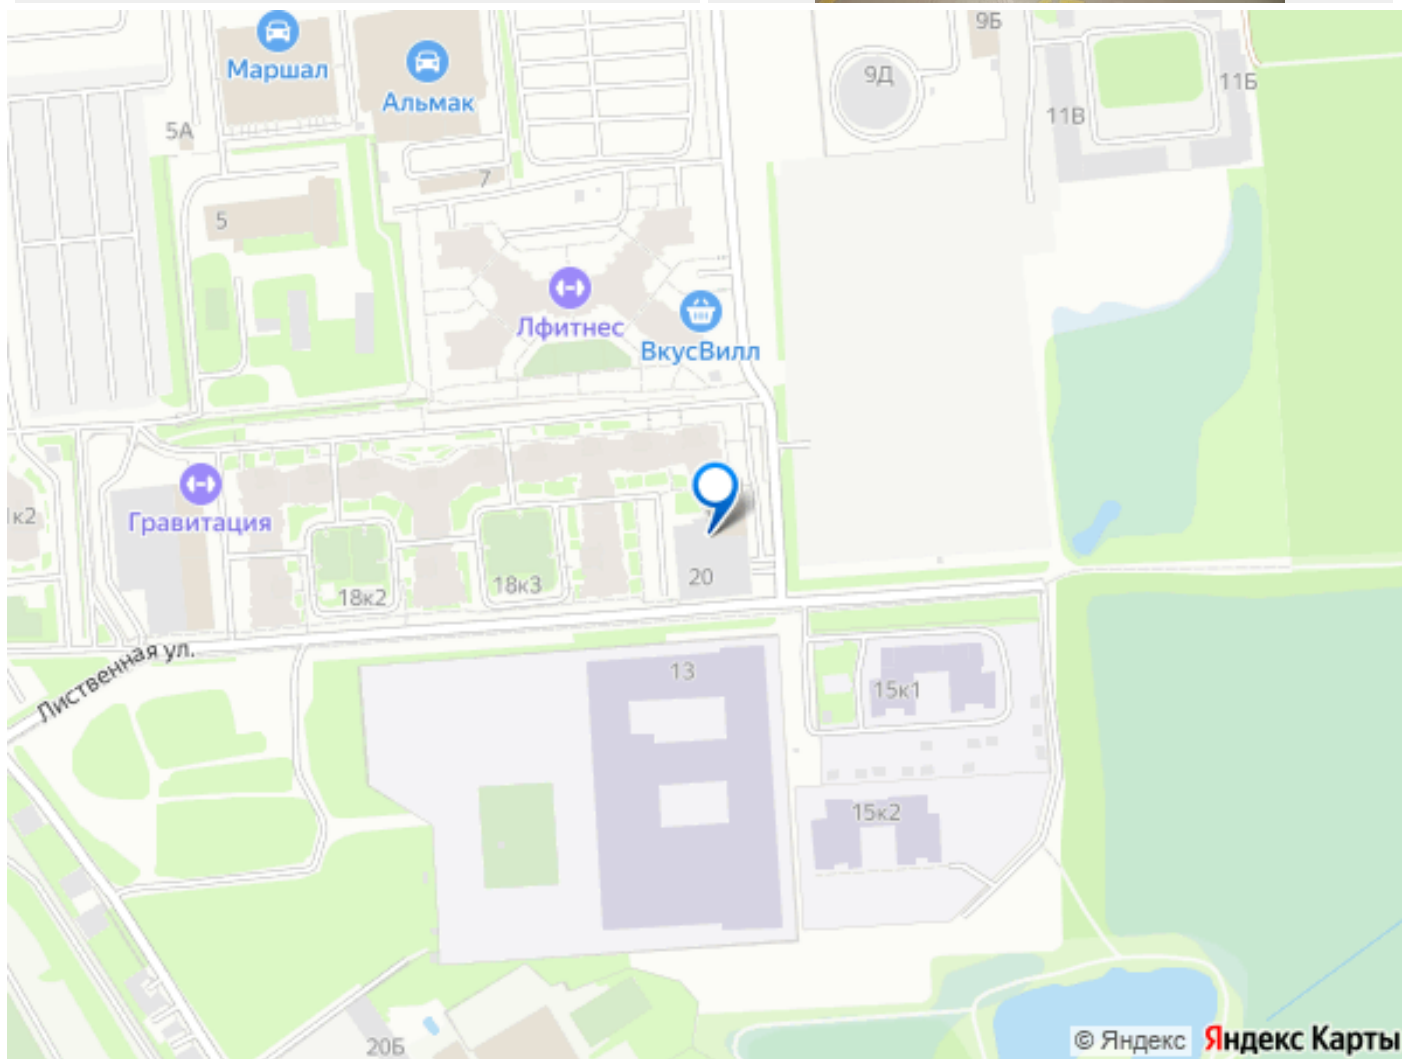 Маршал
Альмак
9Б
9Д
11Б
11В
5А
7
5
Лфитнес
ВкусВилл
Гравитация
1к2
18к2
18к3
20
Лиственная ул.
13
15к1
15к2
20Б
© Яндекс Яндекс Карты